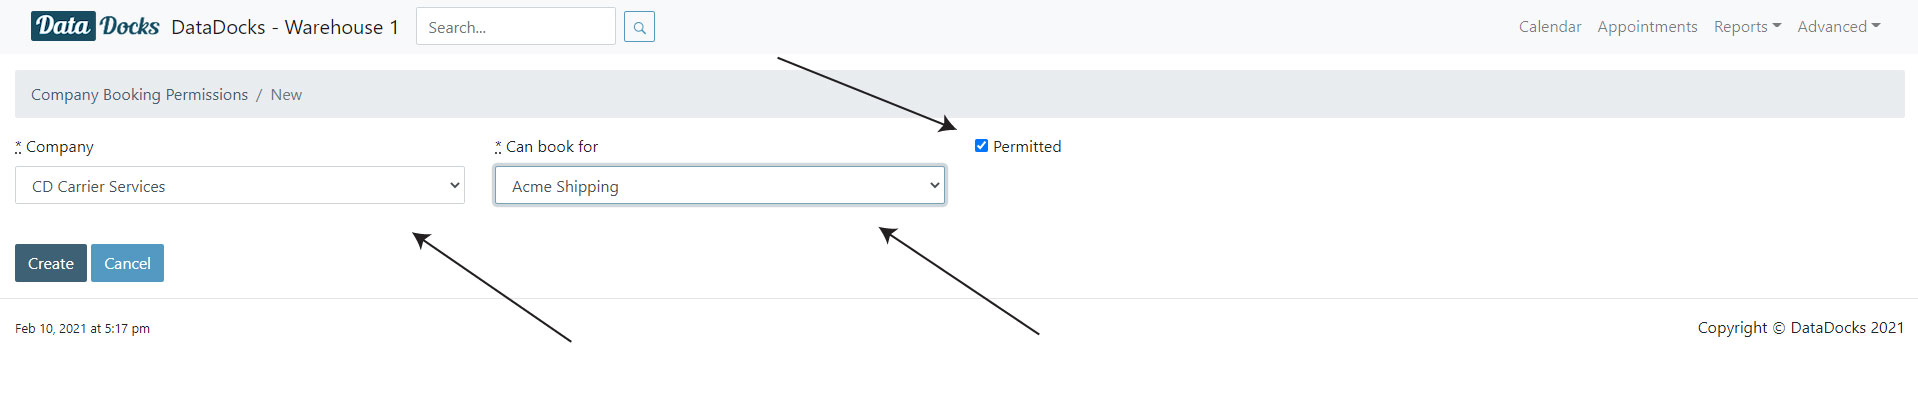 Data Docks DataDocks - Warehouse 1 Search... Calendar Appointments Reports Advanced
Company Booking Permissions / New
* Company * Can book for Permitted
CD Carrier Services Acme Shipping
Create Cancel
Feb 10, 2021 at 5:17 pm Copyright © DataDocks 2021